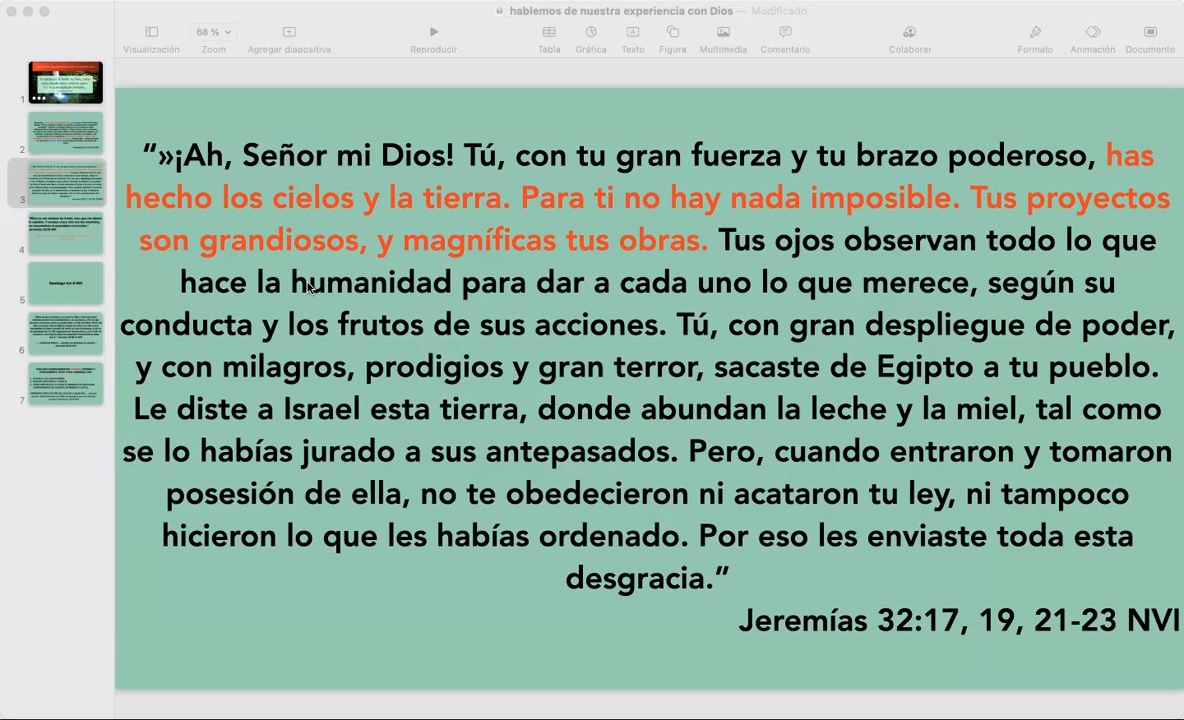 hablemos de nuestra experiencia con Dios — Modificado
68 %
Visualización Zoom Agregar diapositiva Reproducir Tabla Gráfica Texto Figura Multimedia Comentario Colaborar Formato Animación Documento
1
2
3
4
5
6
7
“»¡Ah, Señor mi Dios! Tú, con tu gran fuerza y tu brazo poderoso, has
hecho los cielos y la tierra. Para ti no hay nada imposible. Tus proyectos
son grandiosos, y magníficas tus obras. Tus ojos observan todo lo que
hace la humanidad para dar a cada uno lo que merece, según su
conducta y los frutos de sus acciones. Tú, con gran despliegue de poder,
y con milagros, prodigios y gran terror, sacaste de Egipto a tu pueblo.
Le diste a Israel esta tierra, donde abundan la leche y la miel, tal como
se lo habías jurado a sus antepasados. Pero, cuando entraron y tomaron
posesión de ella, no te obedecieron ni acataron tu ley, ni tampoco
hicieron lo que les habías ordenado. Por eso les enviaste toda esta
desgracia.”
Jeremías 32:17, 19, 21-23 NVI